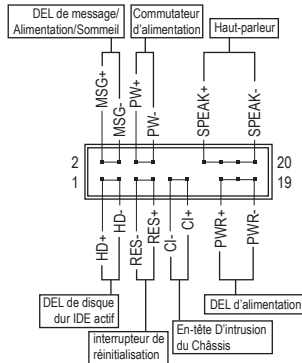 DEL de message/
Alimentation/Sommeil
Commutateur
d'alimentation
Haut-parleur
MSG+
MSG-
PW+
PW-
SPEAK+
SPEAK-
2
20
1
19
HD+
HD-
RES-
RES+
CI-
CI+
PWR+
PWR-
DEL de disque
dur IDE actif
interrupteur de
réinitialisation
En-tête D'intrusion
du Châssis
DEL d'alimentation